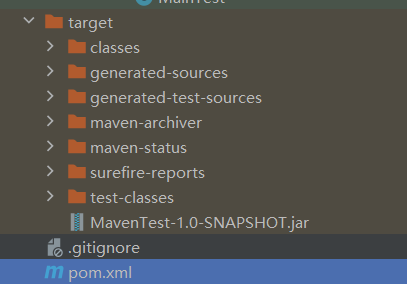 MainTest
target
classes
generated-sources
generated-test-sources
maven-archiver
maven-status
surefire-reports
test-classes
MavenTest-1.0-SNAPSHOT.jar
.gitignore
pom.xml